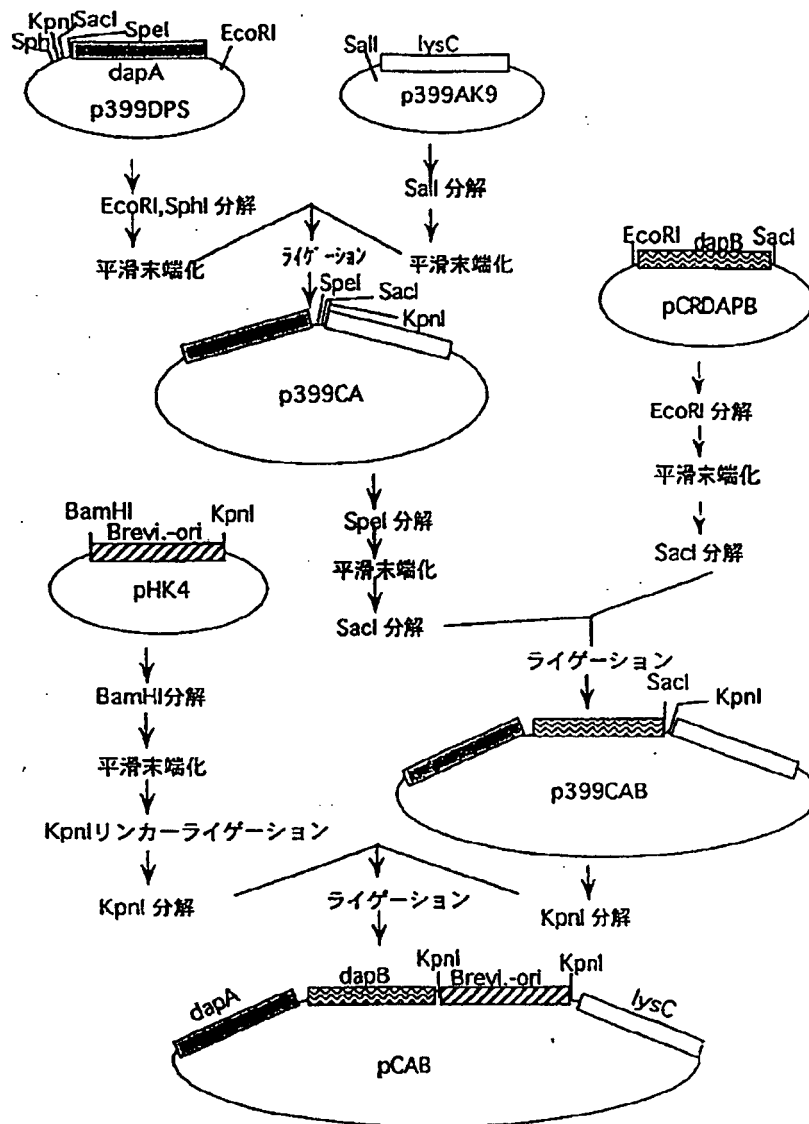 KpnI
SacI
SphI
SpeI
EcoRI
dapA
p399DPS
SalI
lysC
p399AK9
EcoRI,SphI 分解
平滑末端化
ライゲーション
SalI 分解
平滑末端化
EcoRI
dapB
SacI
pCRDAPB
SpeI
SacI
KpnI
p399CA
EcoRI 分解
平滑末端化
SacI 分解
BamHI
Brevi.-ori
KpnI
pHK4
SpeI 分解
平滑末端化
SacI 分解
ライゲーション
BamHI分解
平滑末端化
KpnIリンカーライゲーション
KpnI 分解
SacI
KpnI
p399CAB
ライゲーション
KpnI 分解
dapA
dapB
KpnI
Brevi.-ori
KpnI
lysC
pCAB